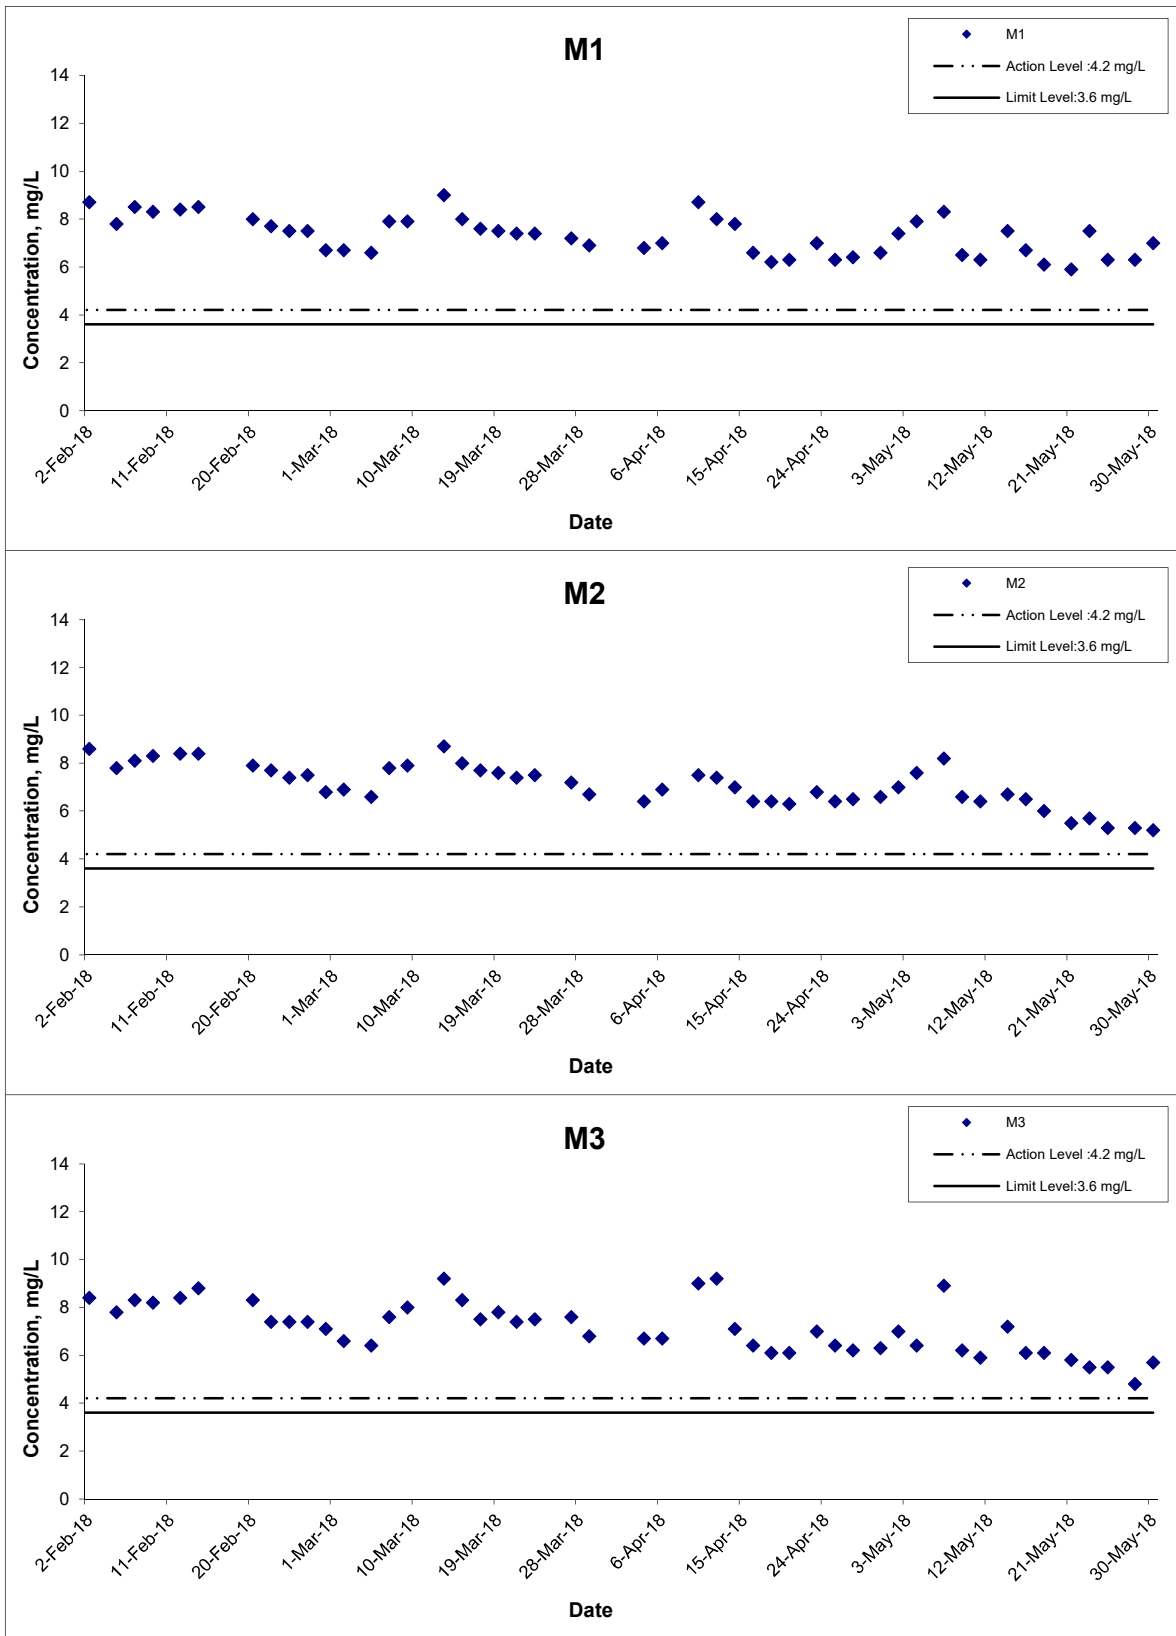 M1
M1
Action Level :4.2 mg/L
Limit Level:3.6 mg/L
Concentration, mg/L
14
12
10
8
6
4
2
0
2-Feb-18
11-Feb-18
20-Feb-18
1-Mar-18
10-Mar-18
19-Mar-18
28-Mar-18
6-Apr-18
15-Apr-18
24-Apr-18
3-May-18
12-May-18
21-May-18
30-May-18
Date
M2
M2
Action Level :4.2 mg/L
Limit Level:3.6 mg/L
Concentration, mg/L
14
12
10
8
6
4
2
0
2-Feb-18
11-Feb-18
20-Feb-18
1-Mar-18
10-Mar-18
19-Mar-18
28-Mar-18
6-Apr-18
15-Apr-18
24-Apr-18
3-May-18
12-May-18
21-May-18
30-May-18
Date
M3
M3
Action Level :4.2 mg/L
Limit Level:3.6 mg/L
Concentration, mg/L
14
12
10
8
6
4
2
0
2-Feb-18
11-Feb-18
20-Feb-18
1-Mar-18
10-Mar-18
19-Mar-18
28-Mar-18
6-Apr-18
15-Apr-18
24-Apr-18
3-May-18
12-May-18
21-May-18
30-May-18
Date